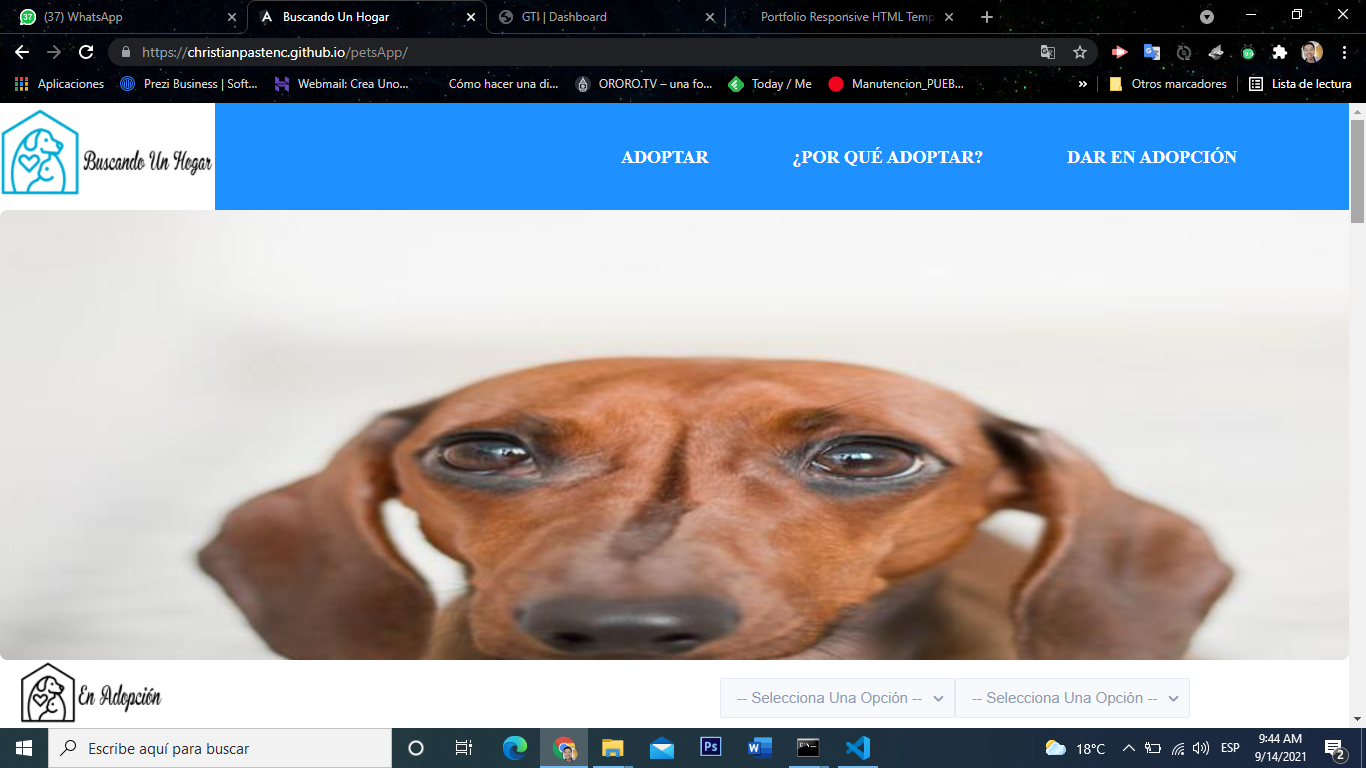 37
(37) WhatsApp
Buscando Un Hogar
GTI | Dashboard
Portfolio Responsive HTML Temp
https://christianpastenc.github.io/petsApp/
Aplicaciones
Prezi Business | Soft...
Webmail: Crea Uno...
Cómo hacer una di...
ORORO.TV – una fo...
Today / Me
Manutencion_PUEB...
»
Otros marcadores
Lista de lectura
Buscando Un Hogar
ADOPTAR
¿POR QUÉ ADOPTAR?
DAR EN ADOPCIÓN
En Adopción
-- Selecciona Una Opción --
-- Selecciona Una Opción --
Escribe aquí para buscar
Ps
W
18°C
ESP
9:44 AM
9/14/2021
2